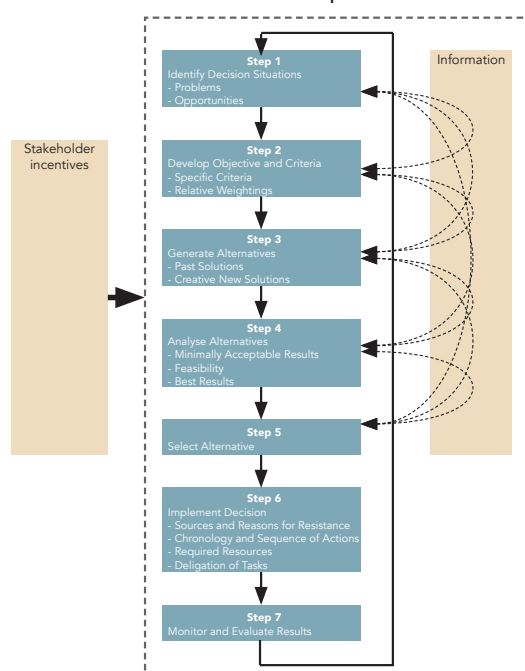 Step 1
Identify Decision Situations
- Problems
- Opportunities
Information
Stakeholder
incentives
Step 2
Develop Objective and Criteria
- Specific Criteria
- Relative Weightings
Step 3
Generate Alternatives
- Past Solutions
- Creative New Solutions
Step 4
Analyse Alternatives
- Minimally Acceptable Results
- Feasibility
- Best Results
Step 5
Select Alternative
Step 6
Implement Decision
- Sources and Reasons for Resistance
- Chronology and Sequence of Actions
- Required Resources
- Deligation of Tasks
Step 7
Monitor and Evaluate Results